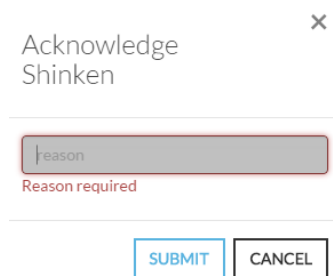 ×
Acknowledge
Shinken
reason
Reason required
SUBMIT CANCEL